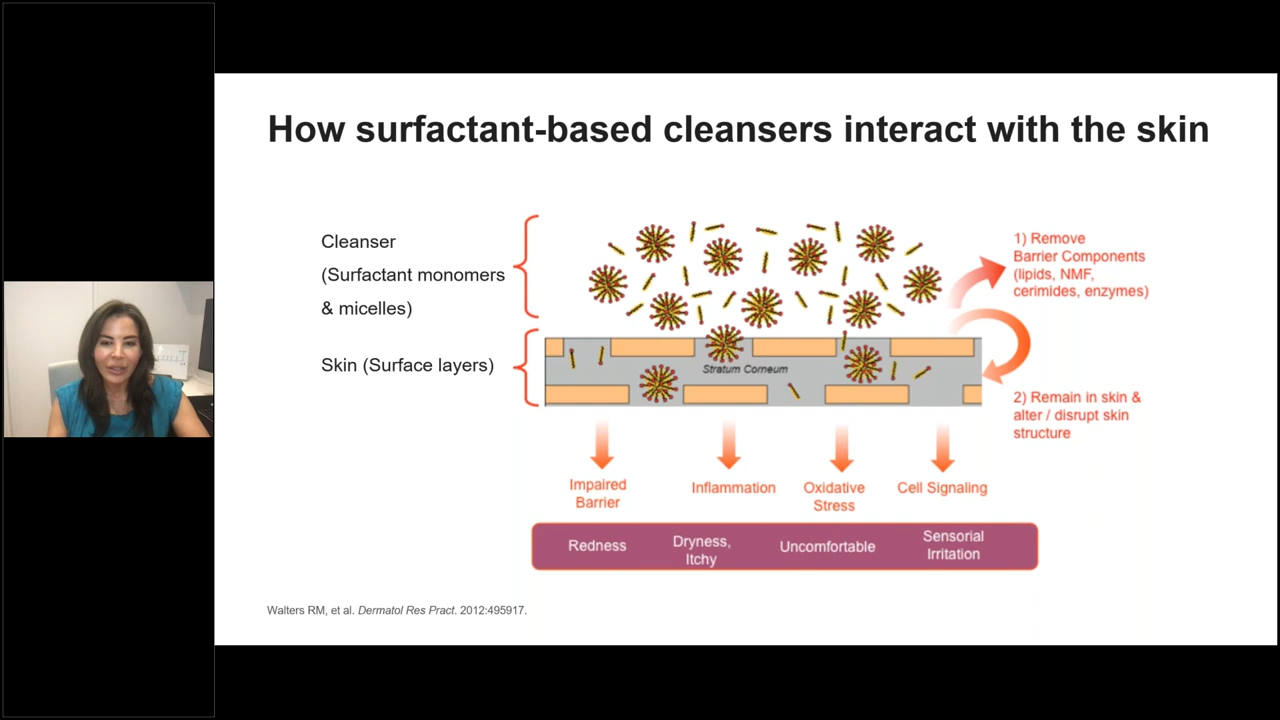 How surfactant-based cleansers interact with the skin
Cleanser
(Surfactant monomers
& micelles)
Skin (Surface layers)
Stratum Corneum
1) Remove
Barrier Components
(lipids, NMF,
cerimides, enzymes)
2) Remain in skin &
alter / disrupt skin
structure
Impaired
Barrier
Inflammation
Oxidative
Stress
Cell Signaling
Redness
Dryness,
Itchy
Uncomfortable
Sensorial
Irritation
Walters RM, et al. Dermatol Res Pract. 2012:495917.